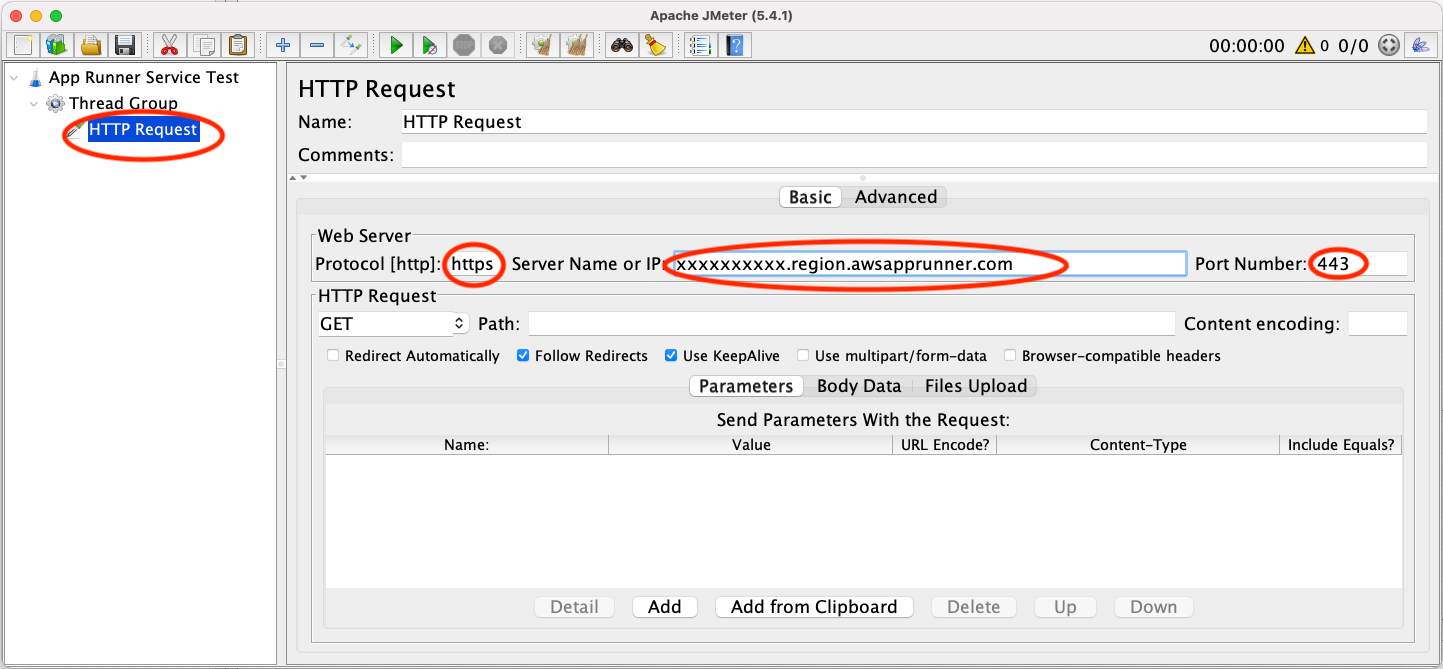 Apache JMeter (5.4.1)
00:00:00 0 0/0
App Runner Service Test
Thread Group
HTTP Request
HTTP Request
Name: HTTP Request
Comments:
Basic Advanced
Web Server
Protocol [http]: https Server Name or IP: xxxxxxxxxx.region.awsapprunner.com Port Number: 443
HTTP Request
GET Path: Content encoding:
Redirect Automatically Follow Redirects Use KeepAlive Use multipart/form-data Browser-compatible headers
Parameters Body Data Files Upload
Send Parameters With the Request:
Name: Value URL Encode? Content-Type Include Equals?
Detail Add Add from Clipboard Delete Up Down